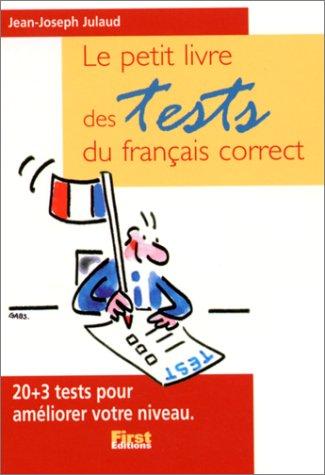 Jean-Joseph Julaud
Le petit livre
des tests
du français correct
GABS.
TEST
20+3 tests pour
améliorer votre niveau.
First
Editions